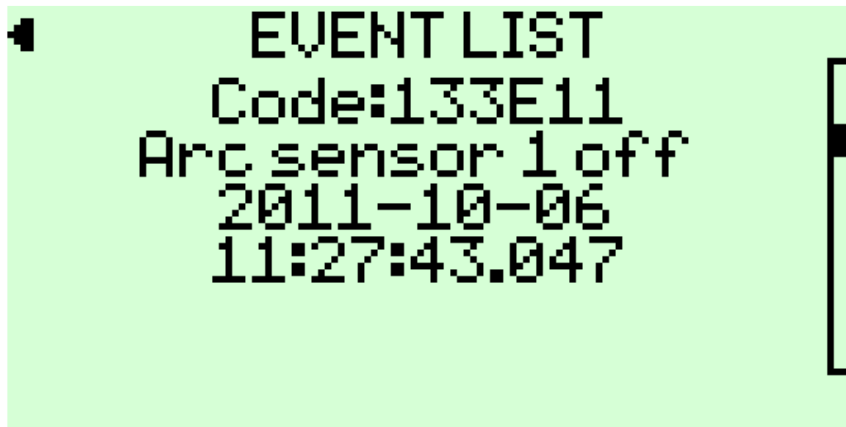 EVENT LIST
Code:133E11
Arc sensor 1 off
2011-10-06
11:27:43.047